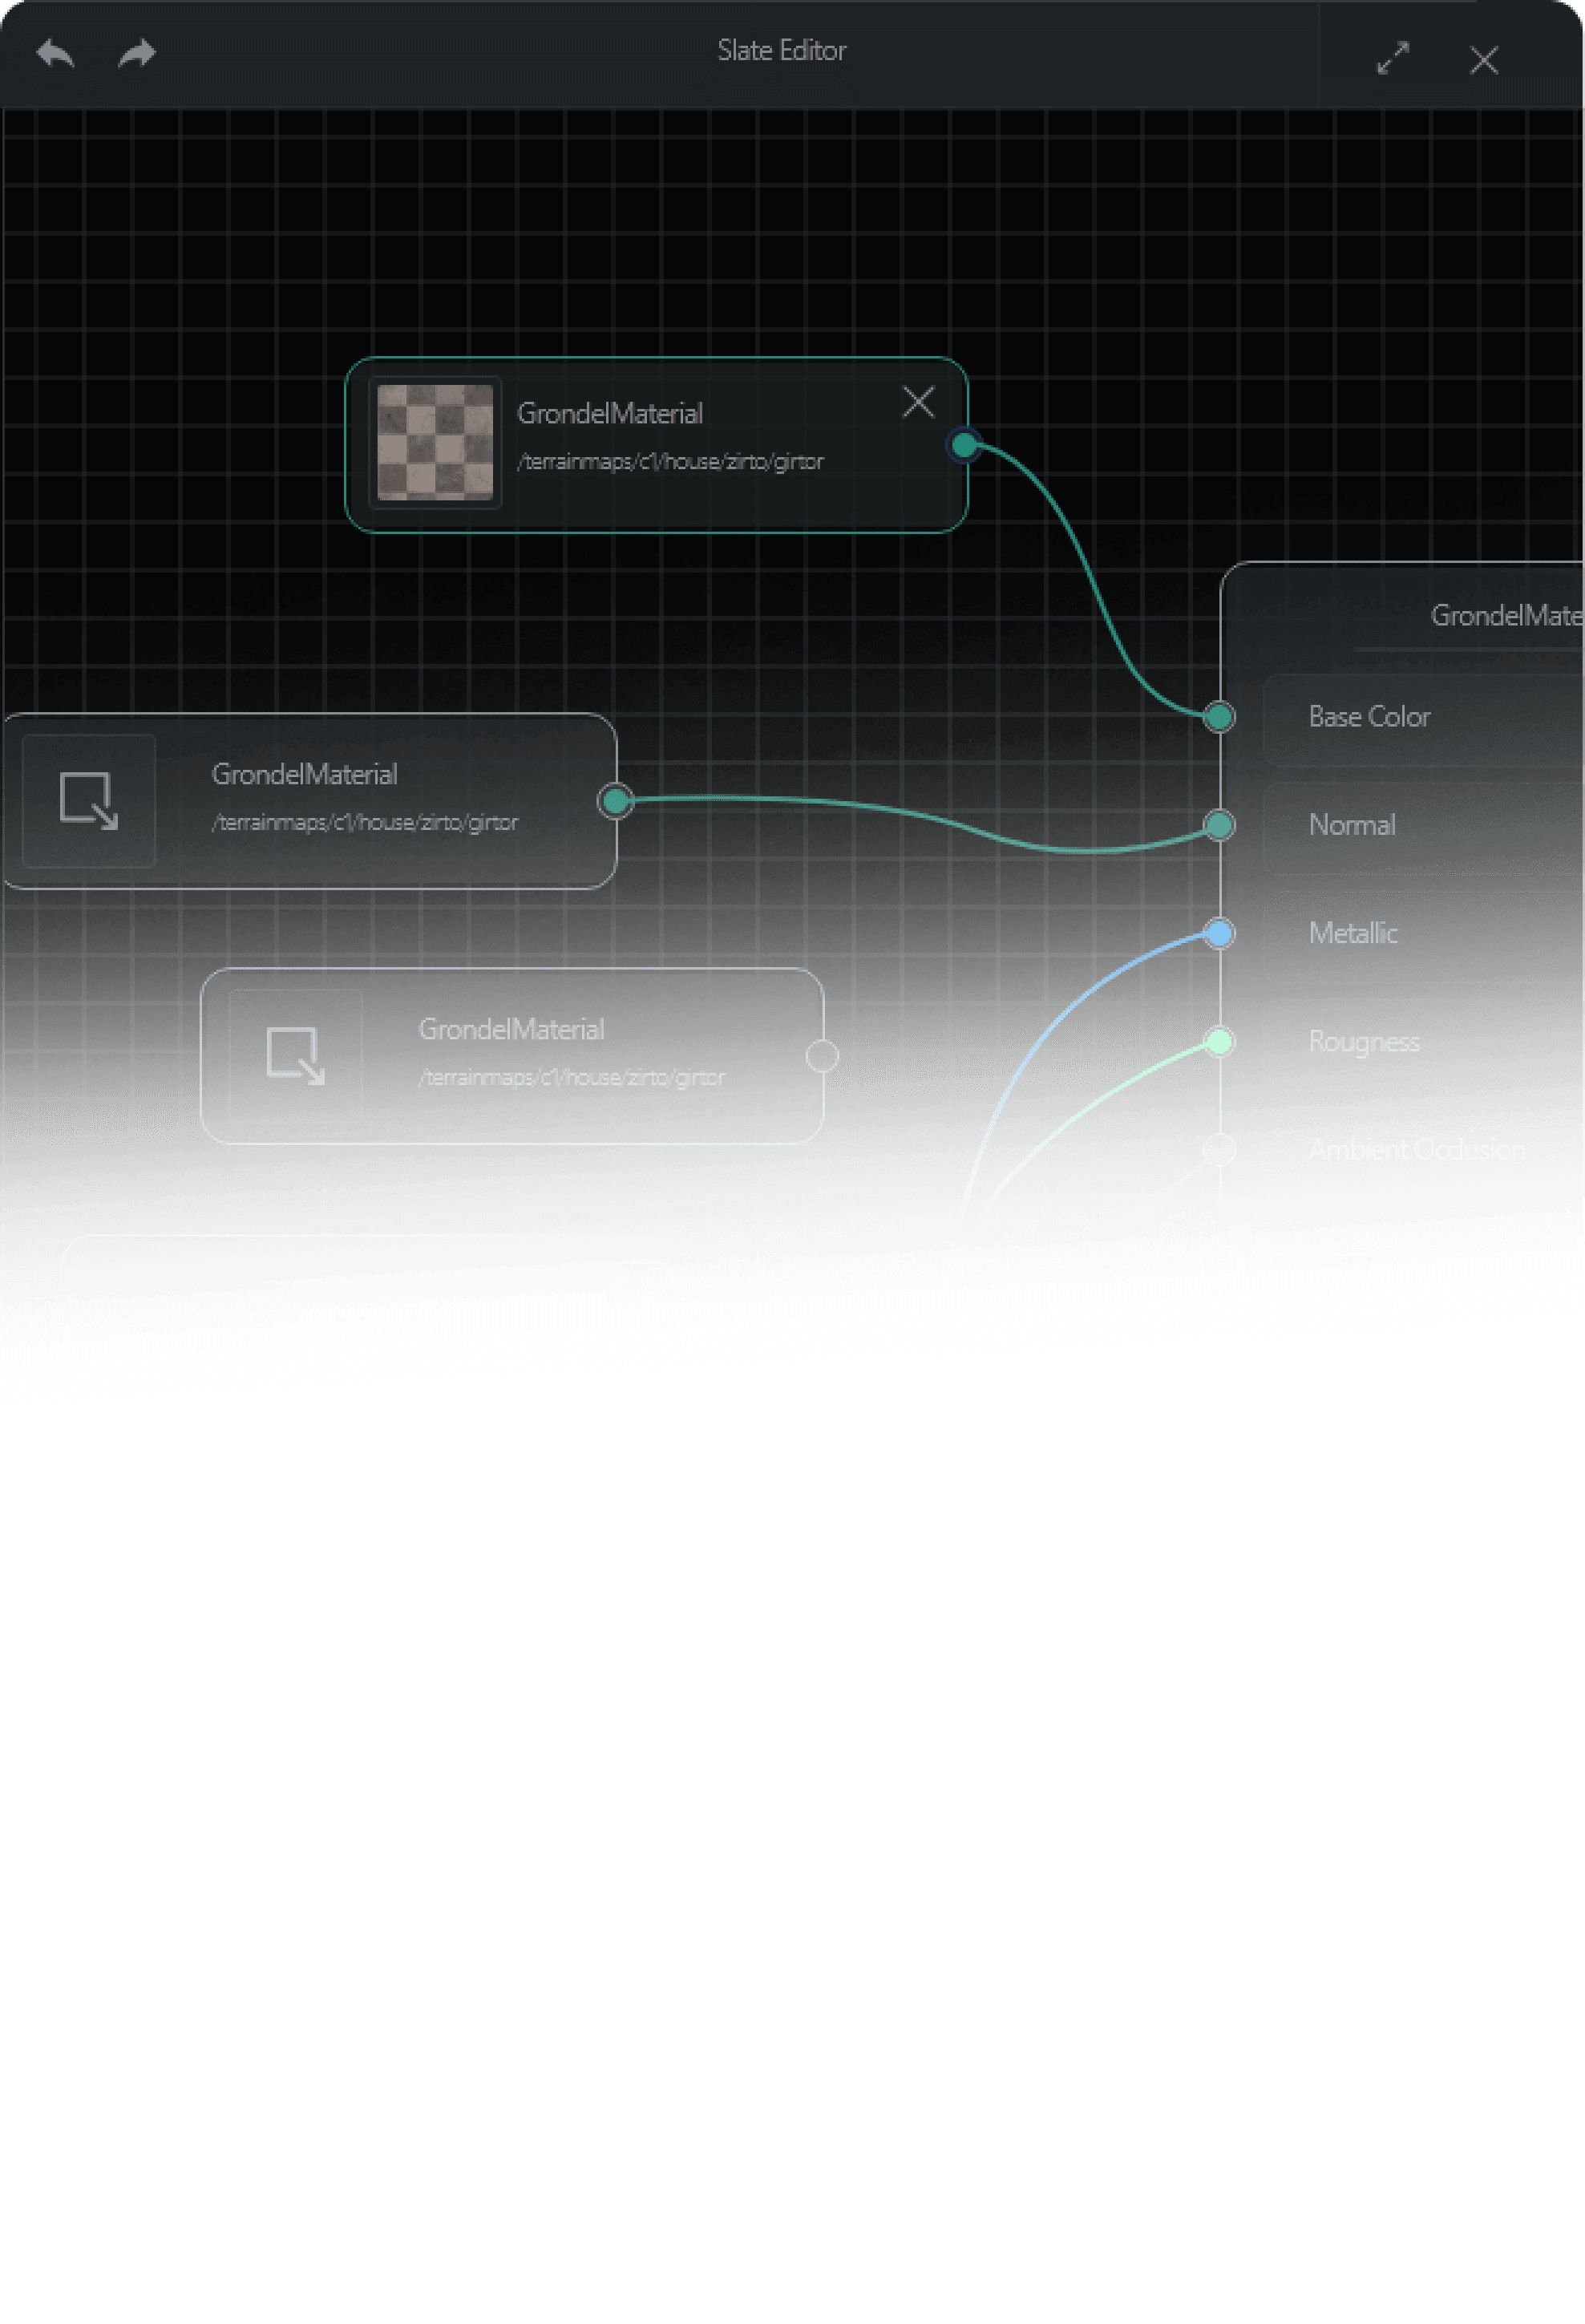 Slate Editor
GrondelMaterial
/terrainmaps/c1/house/zirto/girtor
GrondelMate
Base Color
GrondelMaterial
/terrainmaps/c1/house/zirto/girtor
Normal
Metallic
GrondelMaterial
/terrainmaps/c1/house/zirto/girtor
Rougness
Ambient Occlusion